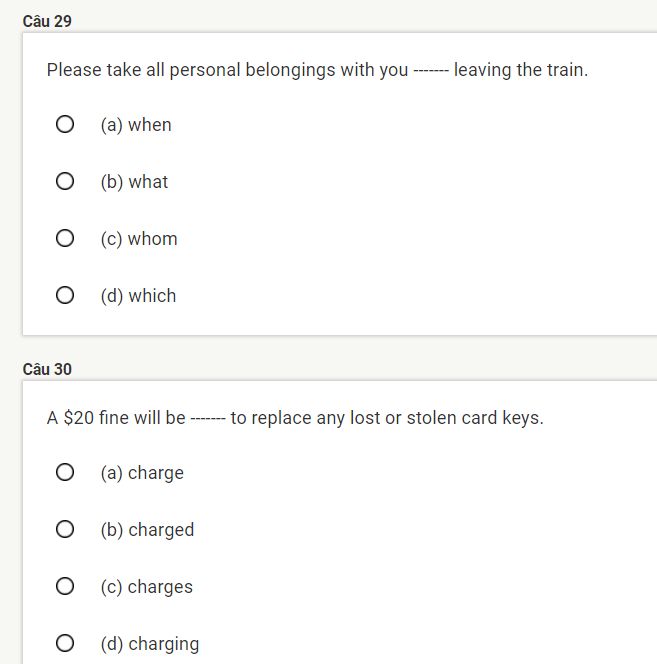 Câu 29
Please take all personal belongings with you ------- leaving the train.
(a) when
(b) what
(c) whom
(d) which
Câu 30
A $20 fine will be ------- to replace any lost or stolen card keys.
(a) charge
(b) charged
(c) charges
(d) charging